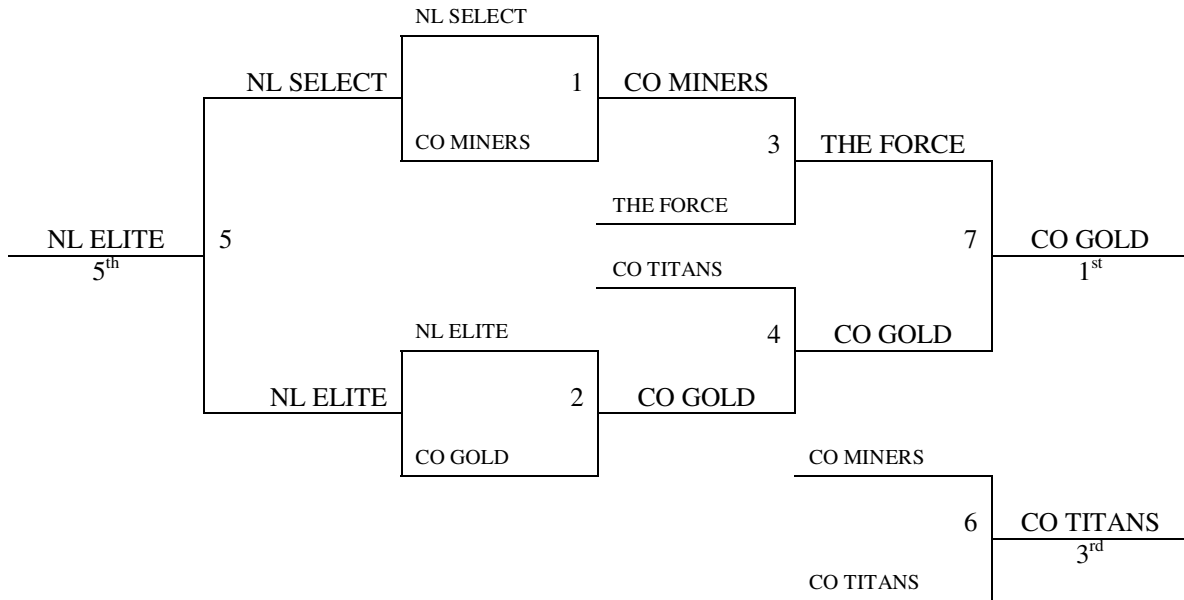 NL SELECT
NL SELECT 1 CO MINERS
CO MINERS 3 THE FORCE
THE FORCE
NL ELITE 5 7 CO GOLD
5th CO TITANS 1st
NL ELITE 4 CO GOLD
NL ELITE 2 CO GOLD
CO GOLD CO MINERS
6 CO TITANS
3rd
CO TITANS